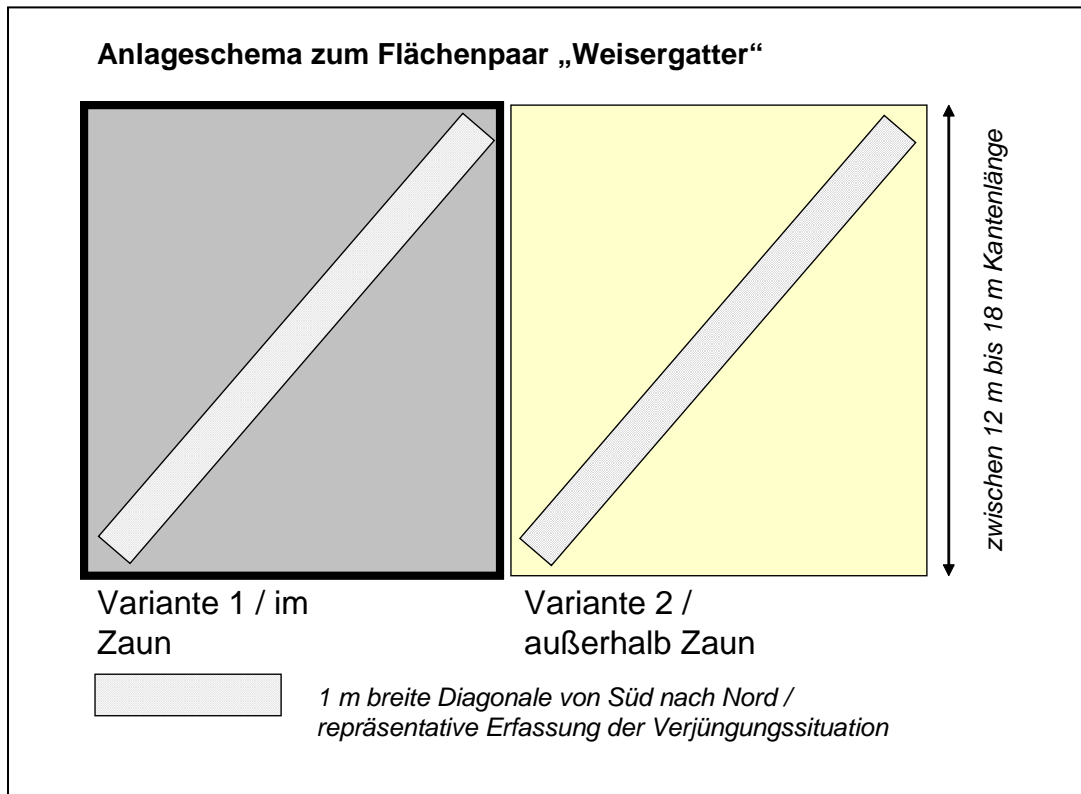 Anlageschema zum Flächenpaar „Weisergatter“
zwischen 12 m bis 18 m Kantenlänge
Variante 1 / im
Zaun
Variante 2 /
außerhalb Zaun
1 m breite Diagonale von Süd nach Nord /
repräsentative Erfassung der Verjüngungssituation